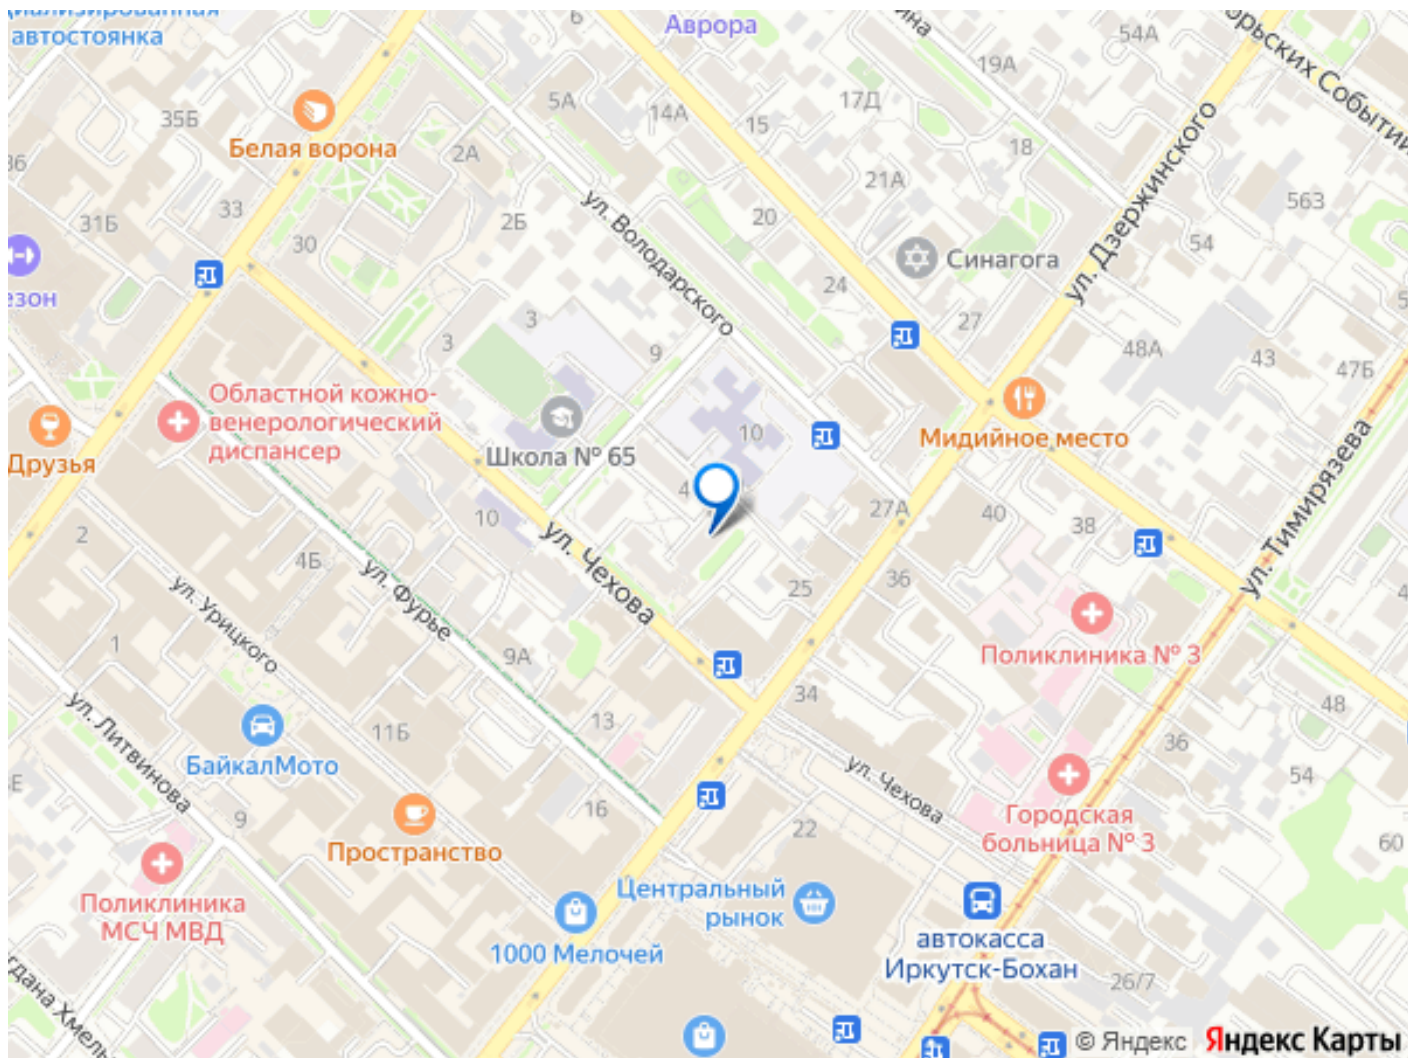 автостоянка
Аврора
54А
19А
35Б
5А
14А
17Д
15
Белая ворона
2А
18
ул. Дзержинского
21А
563
33
31Б
2Б
20
ул. Володарского
30
54
Синагога
24
27
3
3
9
48А
43
47Б
Областной кожно-
венерологический
диспансер
Мидийное место
Друзья
Школа № 65
10
4
ул. Тимирязева
27А
40
38
10
2
ул. Чехова
4Б
ул. Фурье
ул. Урицкого
25
36
1
9А
Поликлиника № 3
34
48
ул. Литвинова
11Б
13
36
БайкалМото
ул. Чехова
54
9
16
22
Городская
больница № 3
60
Пространство
Центральный
рынок
Поликлиника
МСЧ МВД
1000 Мелочей
автокасса
Иркутск-Бохан
26/7
© Яндекс Яндекс Карты